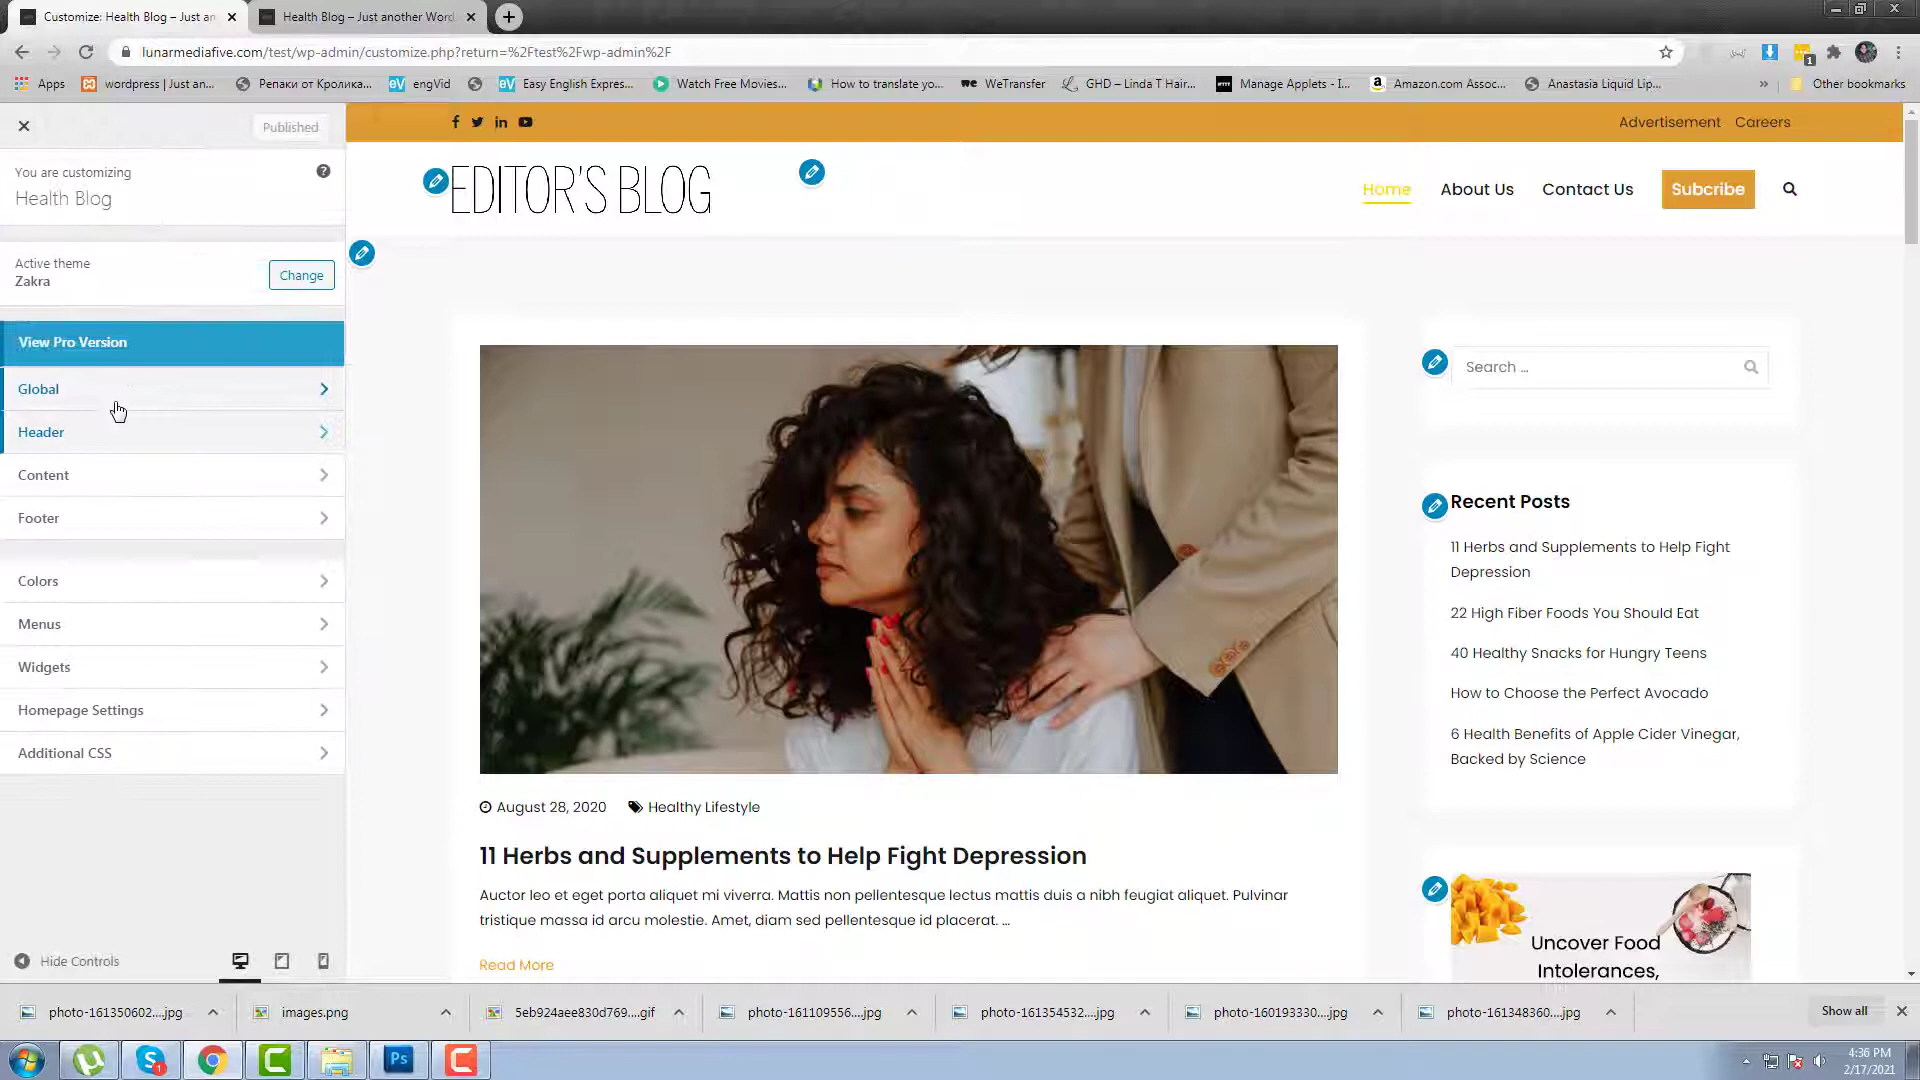 Customize: Health Blog – Just an
Health Blog – Just another Word
lunarmediafive.com/test/wp-admin/customize.php?return=%2Ftest%2Fwp-admin%2F
1
Apps
wordpress | Just an...
Репаки от Кролика...
engVid
Easy English Expres...
Watch Free Movies...
How to translate yo...
WeTransfer
GHD – Linda T Hair...
Manage Applets - I...
Amazon.com Assoc...
Anastasia Liquid Lip...
»
Other bookmarks
Published
You are customizing
Health Blog
Active theme
Zakra
Change
View Pro Version
Global
Header
Content
Footer
Colors
Menus
Widgets
Homepage Settings
Additional CSS
Hide Controls
Advertisement
Careers
EDITOR'S BLOG
Home
About Us
Contact Us
Subcribe
Search ...
Recent Posts
11 Herbs and Supplements to Help Fight
Depression
22 High Fiber Foods You Should Eat
40 Healthy Snacks for Hungry Teens
How to Choose the Perfect Avocado
6 Health Benefits of Apple Cider Vinegar,
Backed by Science
August 28, 2020
Healthy Lifestyle
11 Herbs and Supplements to Help Fight Depression
Auctor leo et eget porta aliquet mi viverra. Mattis non pellentesque lectus mattis duis a nibh feugiat aliquet. Pulvinar
tristique massa id arcu molestie. Amet, diam sed pellentesque id placerat. ...
Read More
Uncover Food
Intolerances,
photo-161350602....jpg
images.png
5eb924aee830d769....gif
photo-161109556....jpg
photo-161354532....jpg
photo-160193330....jpg
photo-161348360....jpg
Show all
Ps
4:36 PM
2/17/2021